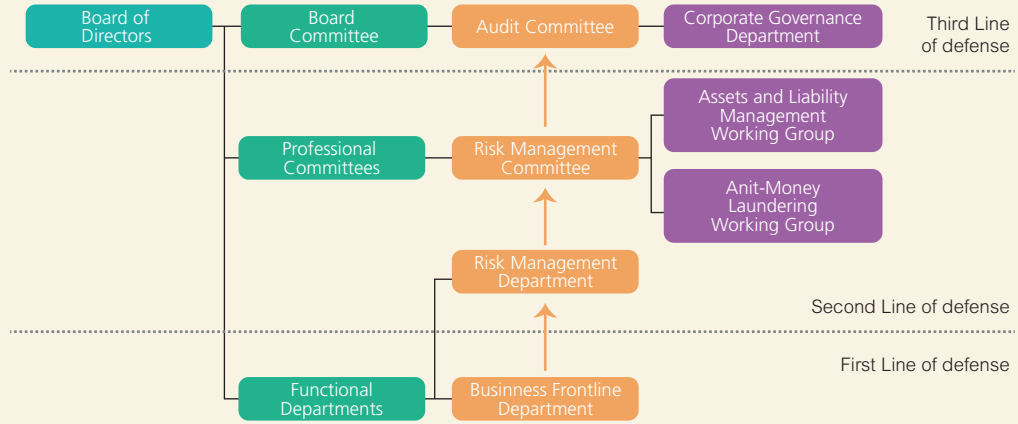 Board of
Directors
Board
Committee
Audit Committee
Corporate Governance
Department
Third Line
of defense
Assets and Liability
Management
Working Group
Professional
Committees
Risk Management
Committee
Anit-Money
Laundering
Working Group
Risk Management
Department
Second Line of defense
First Line of defense
Functional
Departments
Businness Frontline
Department